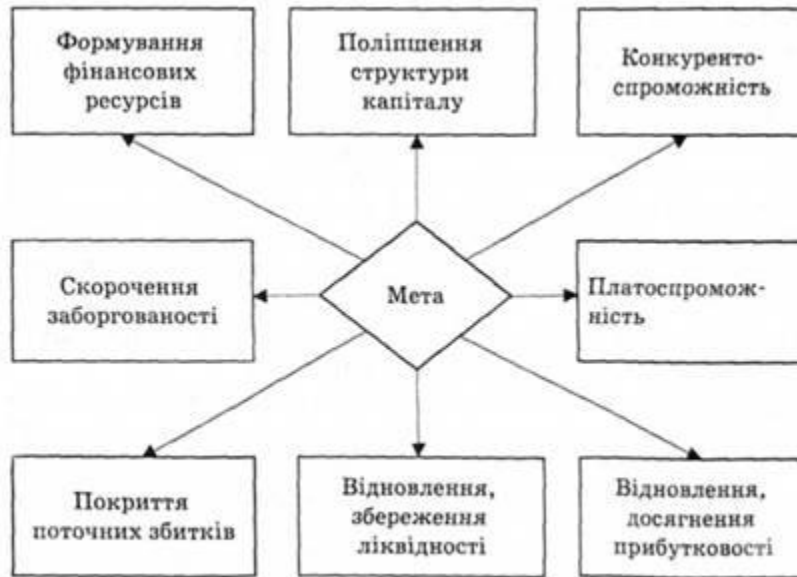 Формування
фінансових
ресурсів
Поліпшення
структури
капіталу
Конкуренто-
спроможність
Скорочення
заборгованості
Мета
Платоспромож-
ність
Покриття
поточних збитків
Відновлення,
збереження
ліквідності
Відновлення,
досягнення
прибутковості